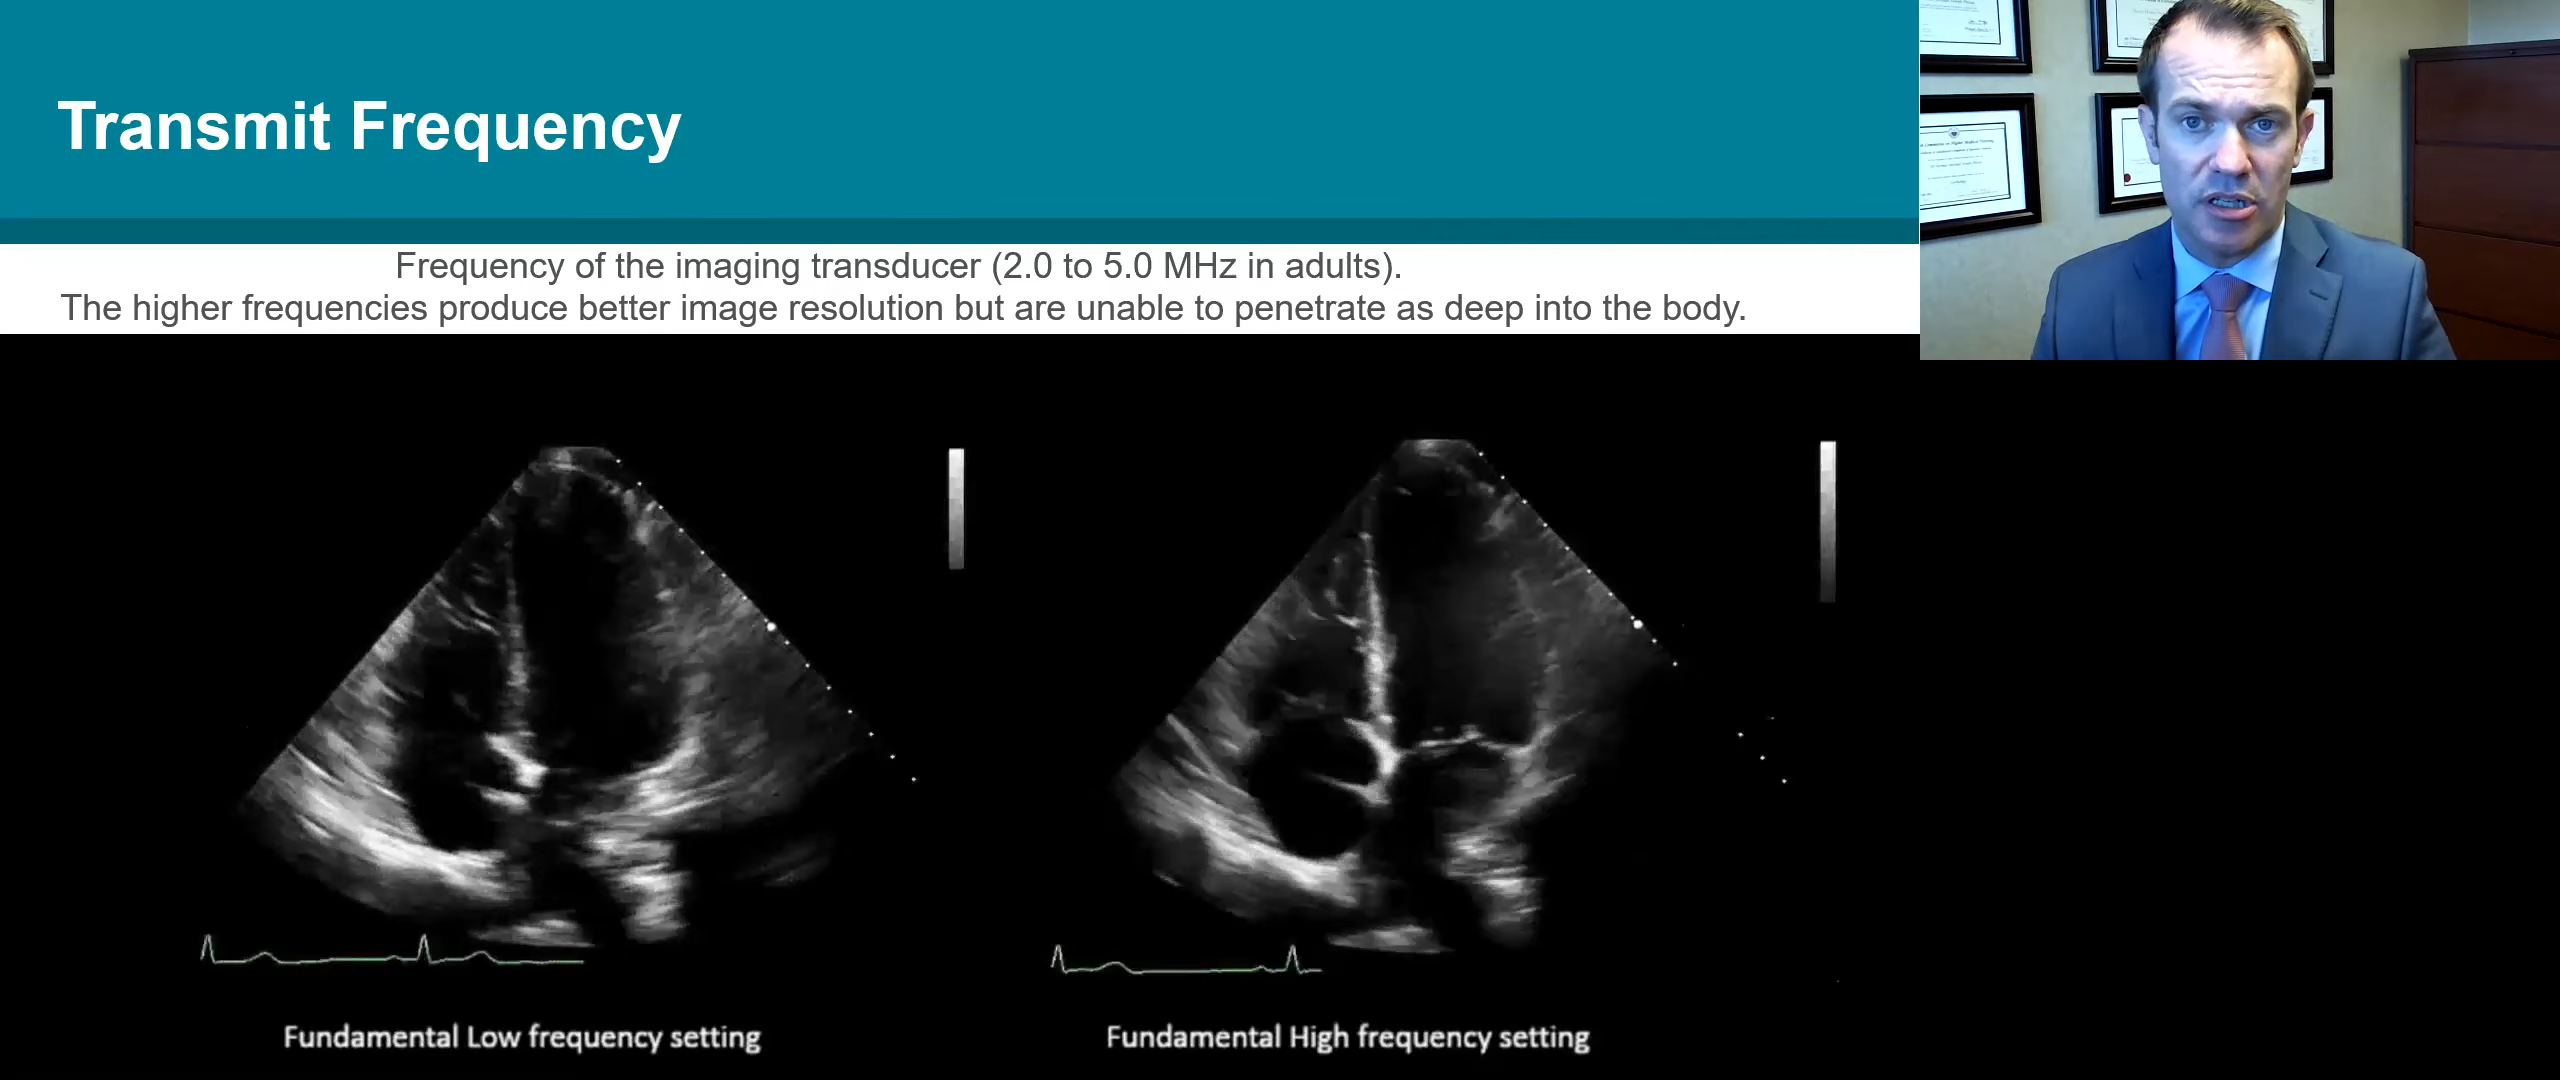 Transmit Frequency
Frequency of the imaging transducer (2.0 to 5.0 MHz in adults).
The higher frequencies produce better image resolution but are unable to penetrate as deep into the body.
Fundamental Low frequency setting
Fundamental High frequency setting